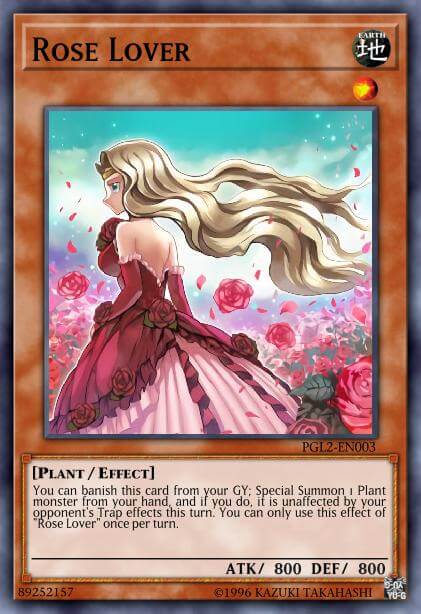 Rose Lover
EARTH
地
PGL2-EN003
[Plant / Effect]
You can banish this card from your GY; Special Summon 1 Plant
monster from your hand, and if you do, it is unaffected by your
opponent's Trap effects this turn. You can only use this effect of
"Rose Lover" once per turn.
ATK/ 800 DEF/ 800
89252157
©1996 KAZUKI TAKAHASHI